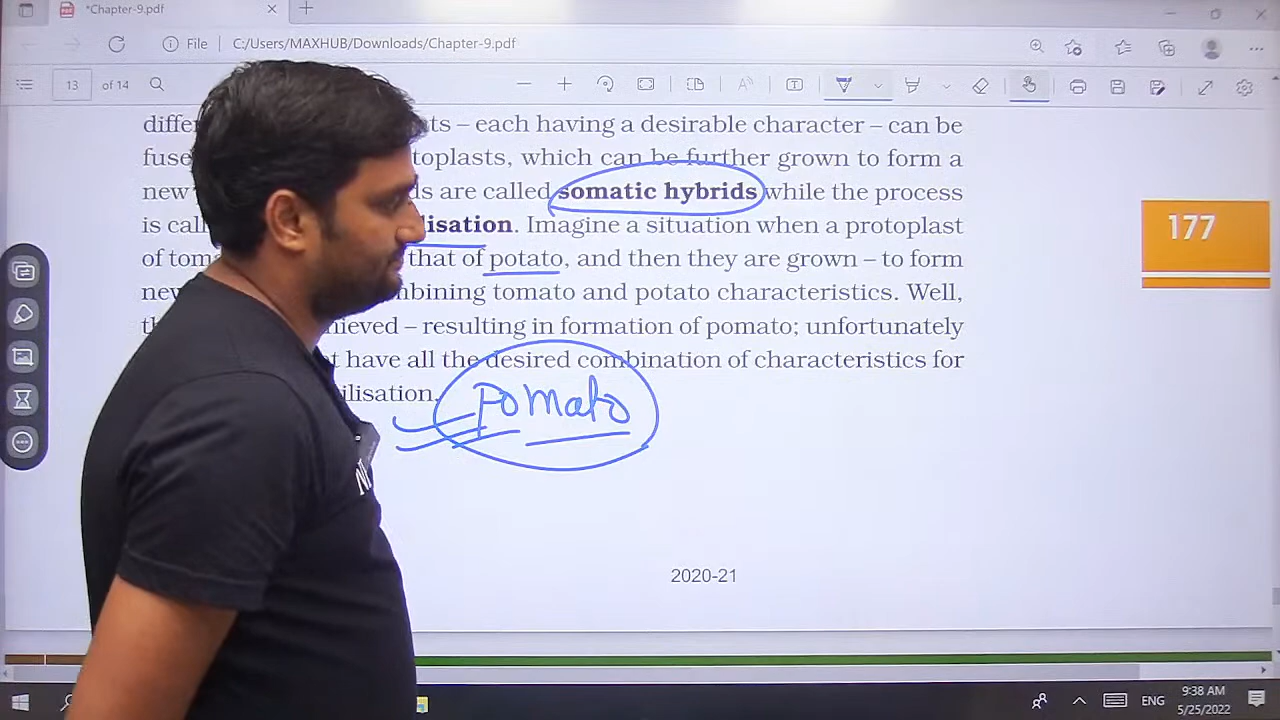 *Chapter-9.pdf
File C:/Users/MAXHUB/Downloads/Chapter-9.pdf
13 of 14
ts – each having a desirable character – can be
toplasts, which can be further grown to form a
new ds are called somatic hybrids while the process
is call lisation. Imagine a situation when a protoplast
of toma that of potato, and then they are grown – to form
new mbining tomato and potato characteristics. Well,
hieved – resulting in formation of pomato; unfortunately
t have all the desired combination of characteristics for
ilisation.
Pomato
177
2020-21
ENG
9:38 AM
5/25/2022